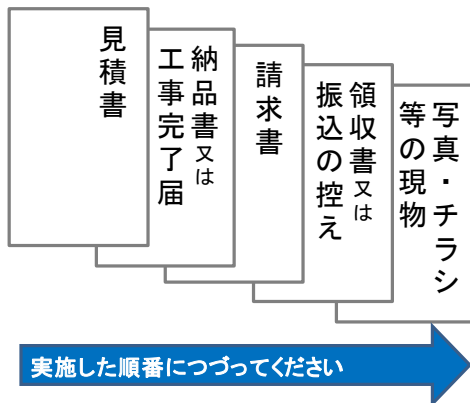 見積書
納品書又は
工事完了届
請求書
領収書又は
振込の控え
写真・チラシ
等の現物
実施した順番につづってください